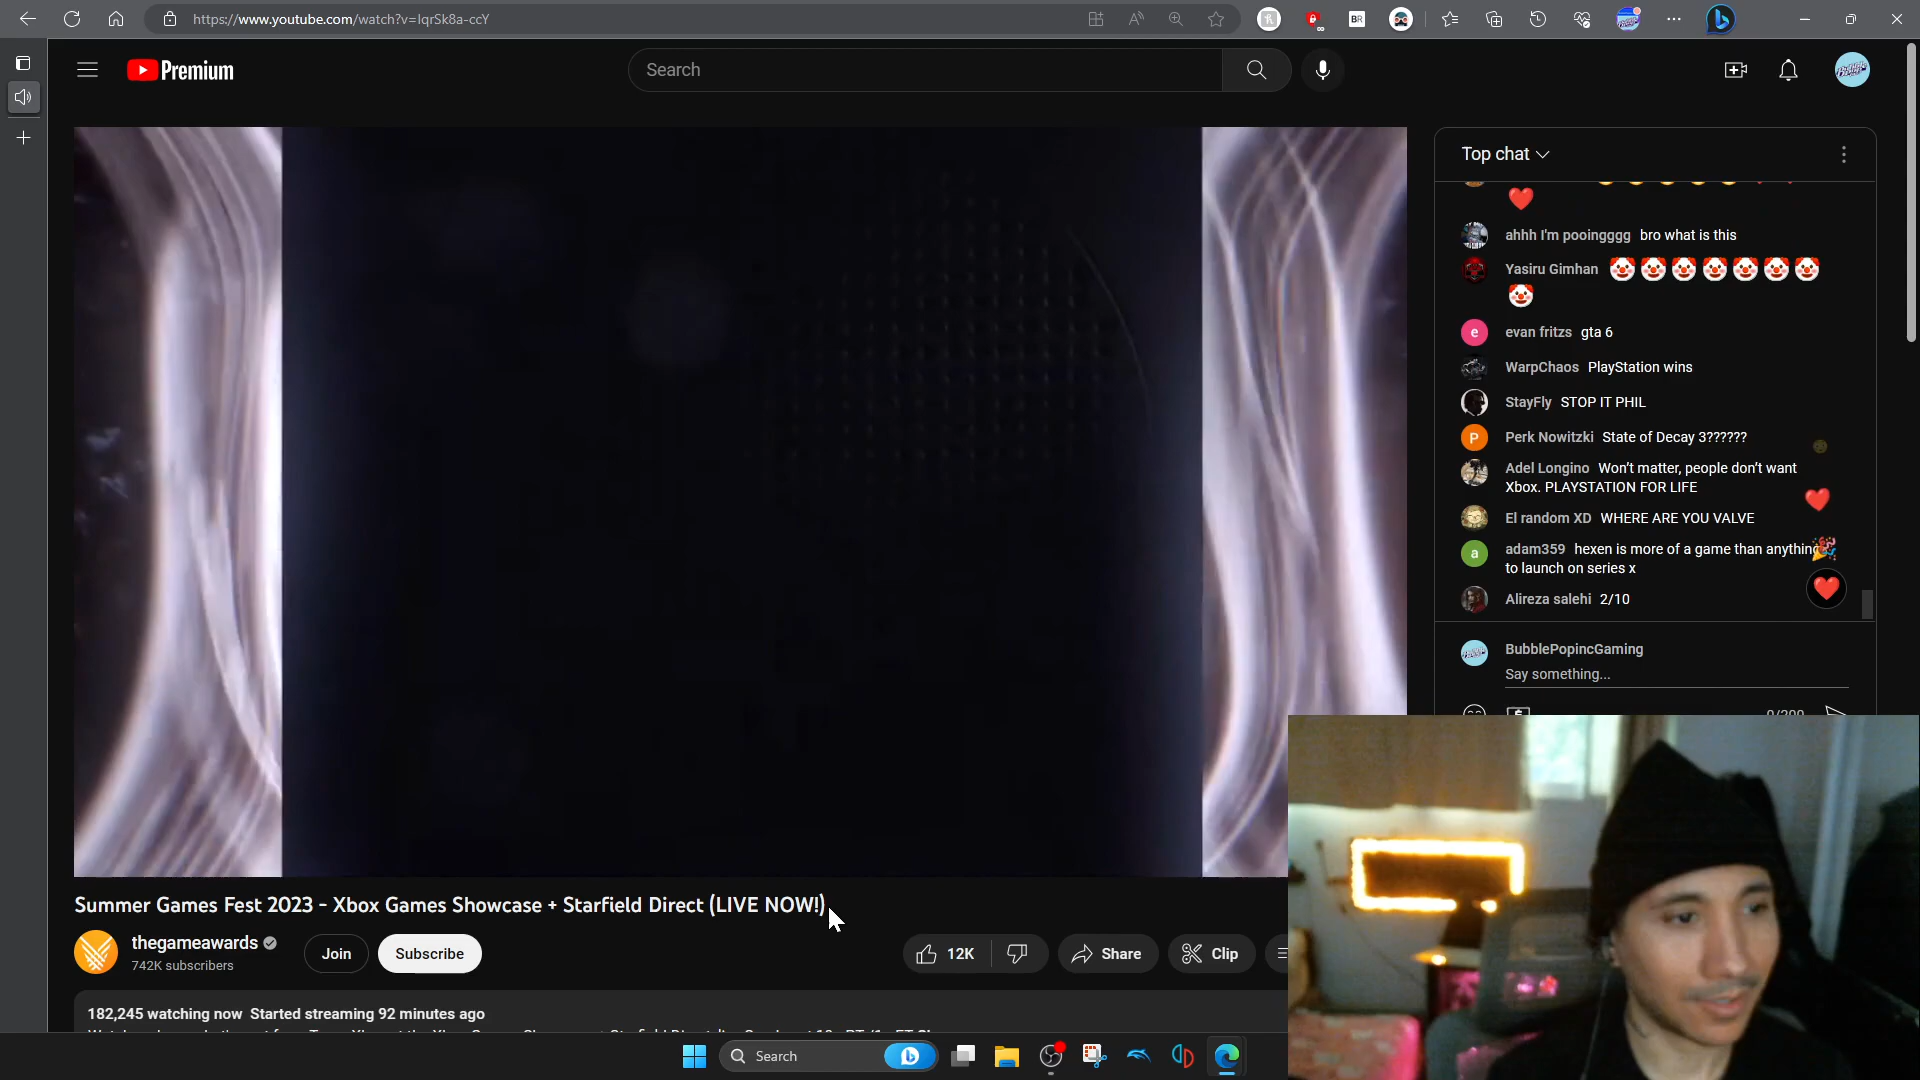 https://www.youtube.com/watch?v=IqrSk8a-ccY
BR
Premium
Search
Top chat
ahhh I'm pooingggg bro what is this
Yasiru Gimhan 🤡🤡🤡🤡🤡🤡🤡
🤡
e evan fritzs gta 6
WarpChaos PlayStation wins
StayFly STOP IT PHIL
P Perk Nowitzki State of Decay 3??????
Adel Longino Won't matter, people don't want
Xbox. PLAYSTATION FOR LIFE
El random XD WHERE ARE YOU VALVE
a adam359 hexen is more of a game than anything
to launch on series x
Alireza salehi 2/10
BubblePopincGaming
Say something...
0/200
Summer Games Fest 2023 - Xbox Games Showcase + Starfield Direct (LIVE NOW!)
thegameawards
742K subscribers
Join
Subscribe
12K
Share
Clip
182,245 watching now Started streaming 92 minutes ago
Search